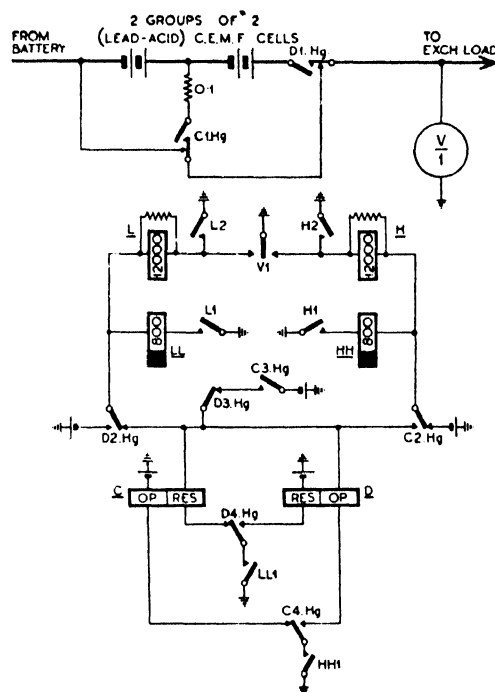 2 GROUPS OF 2
FROM BATTERY
(LEAD-ACID) C.E.M.F CELLS
D1.Hg
TO EXCH LOAD
0·1
C1.Hg
V
1
L
L2
H2
H
2000
V1
2000
L1
H1
800
800
LL
HH
C3.Hg
D3.Hg
D2.Hg
C2.Hg
C
OP
RES
RES
OP
D
D4.Hg
LL1
C4.Hg
HH1